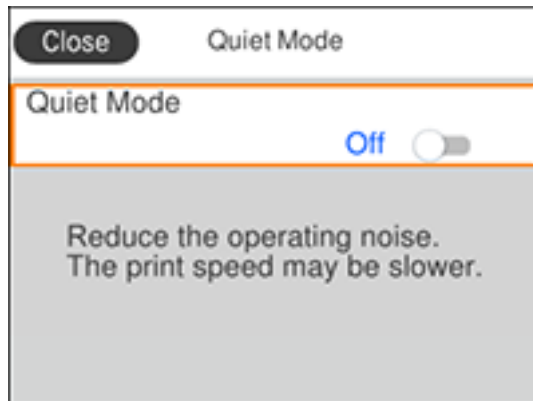 Close Quiet Mode
Quiet Mode
Off
Reduce the operating noise.
The print speed may be slower.